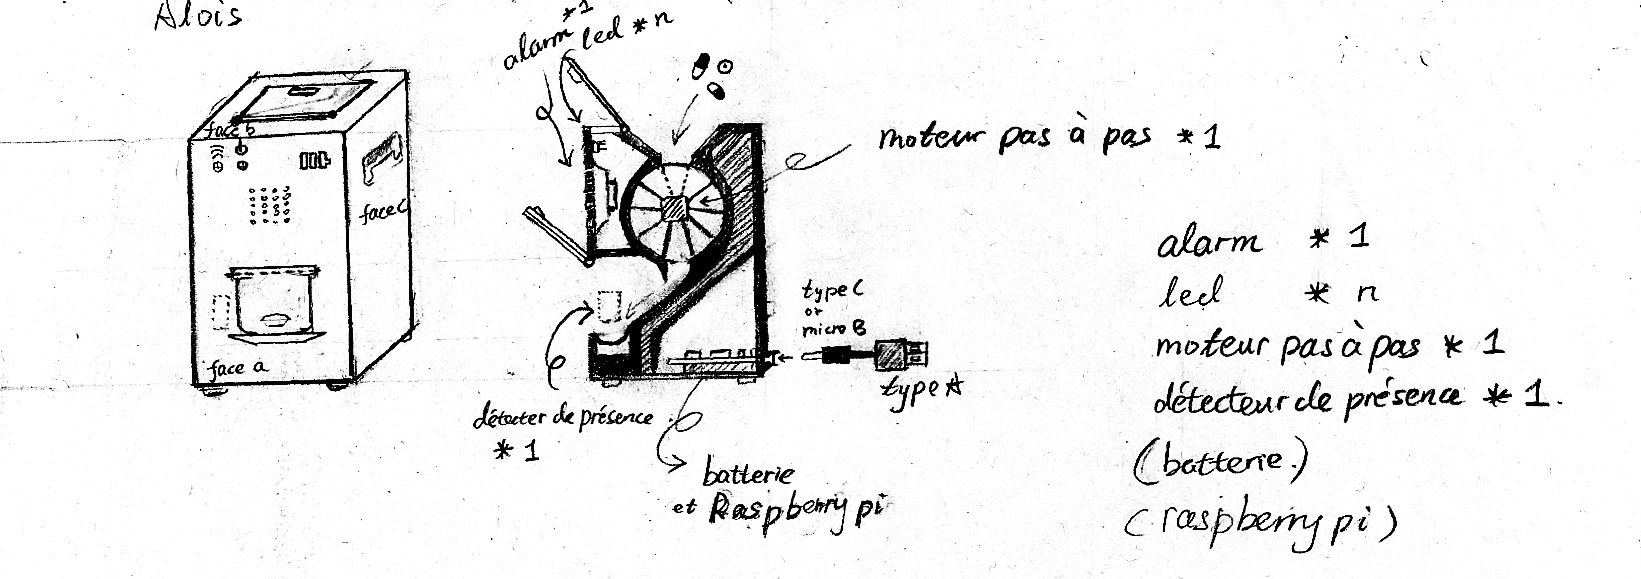 Alois
*1
alarm led * n
face b
face c
face a
moteur pas à pas * 1
type C
or
micro B
type A
détecter de présence
* 1
batterie
et Raspberry pi
alarm * 1
led * n
moteur pas à pas * 1
détecteur de présence * 1.
(batterie.)
(raspberry pi)